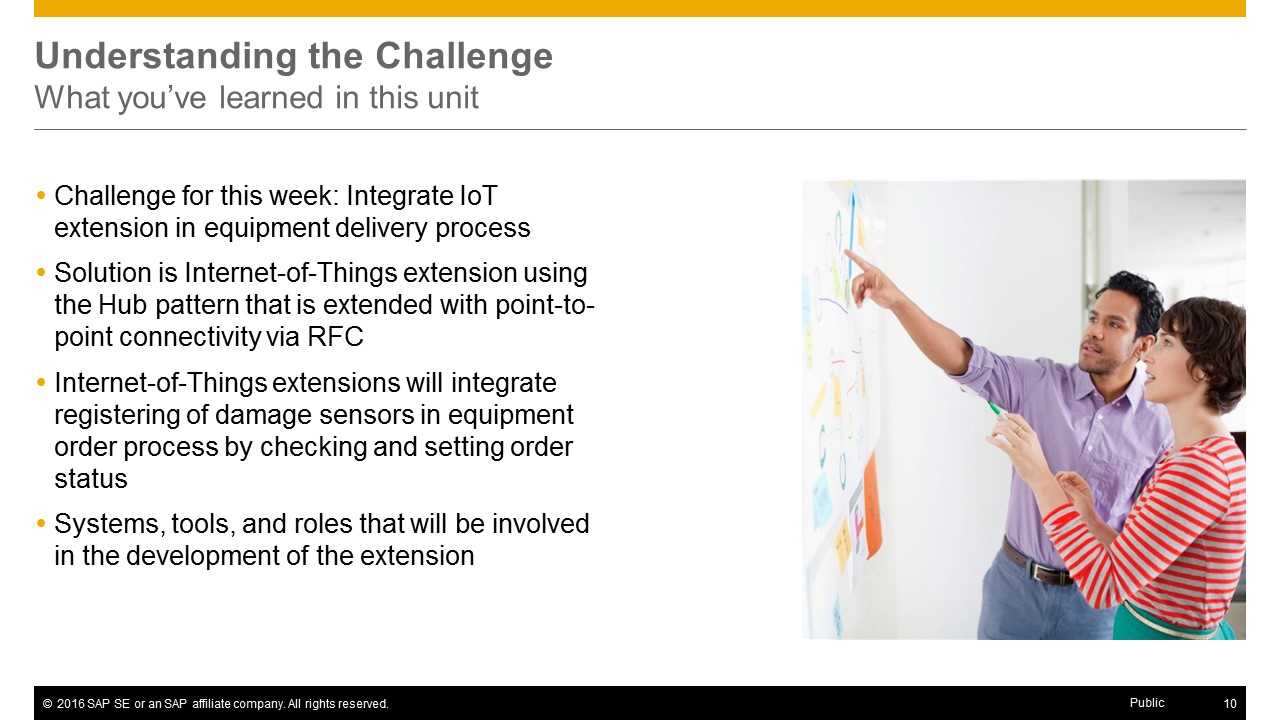 Understanding the Challenge
What you’ve learned in this unit
• Challenge for this week: Integrate IoT
extension in equipment delivery process
• Solution is Internet-of-Things extension using
the Hub pattern that is extended with point-to-
point connectivity via RFC
• Internet-of-Things extensions will integrate
registering of damage sensors in equipment
order process by checking and setting order
status
• Systems, tools, and roles that will be involved
in the development of the extension
© 2016 SAP SE or an SAP affiliate company. All rights reserved.
Public
10